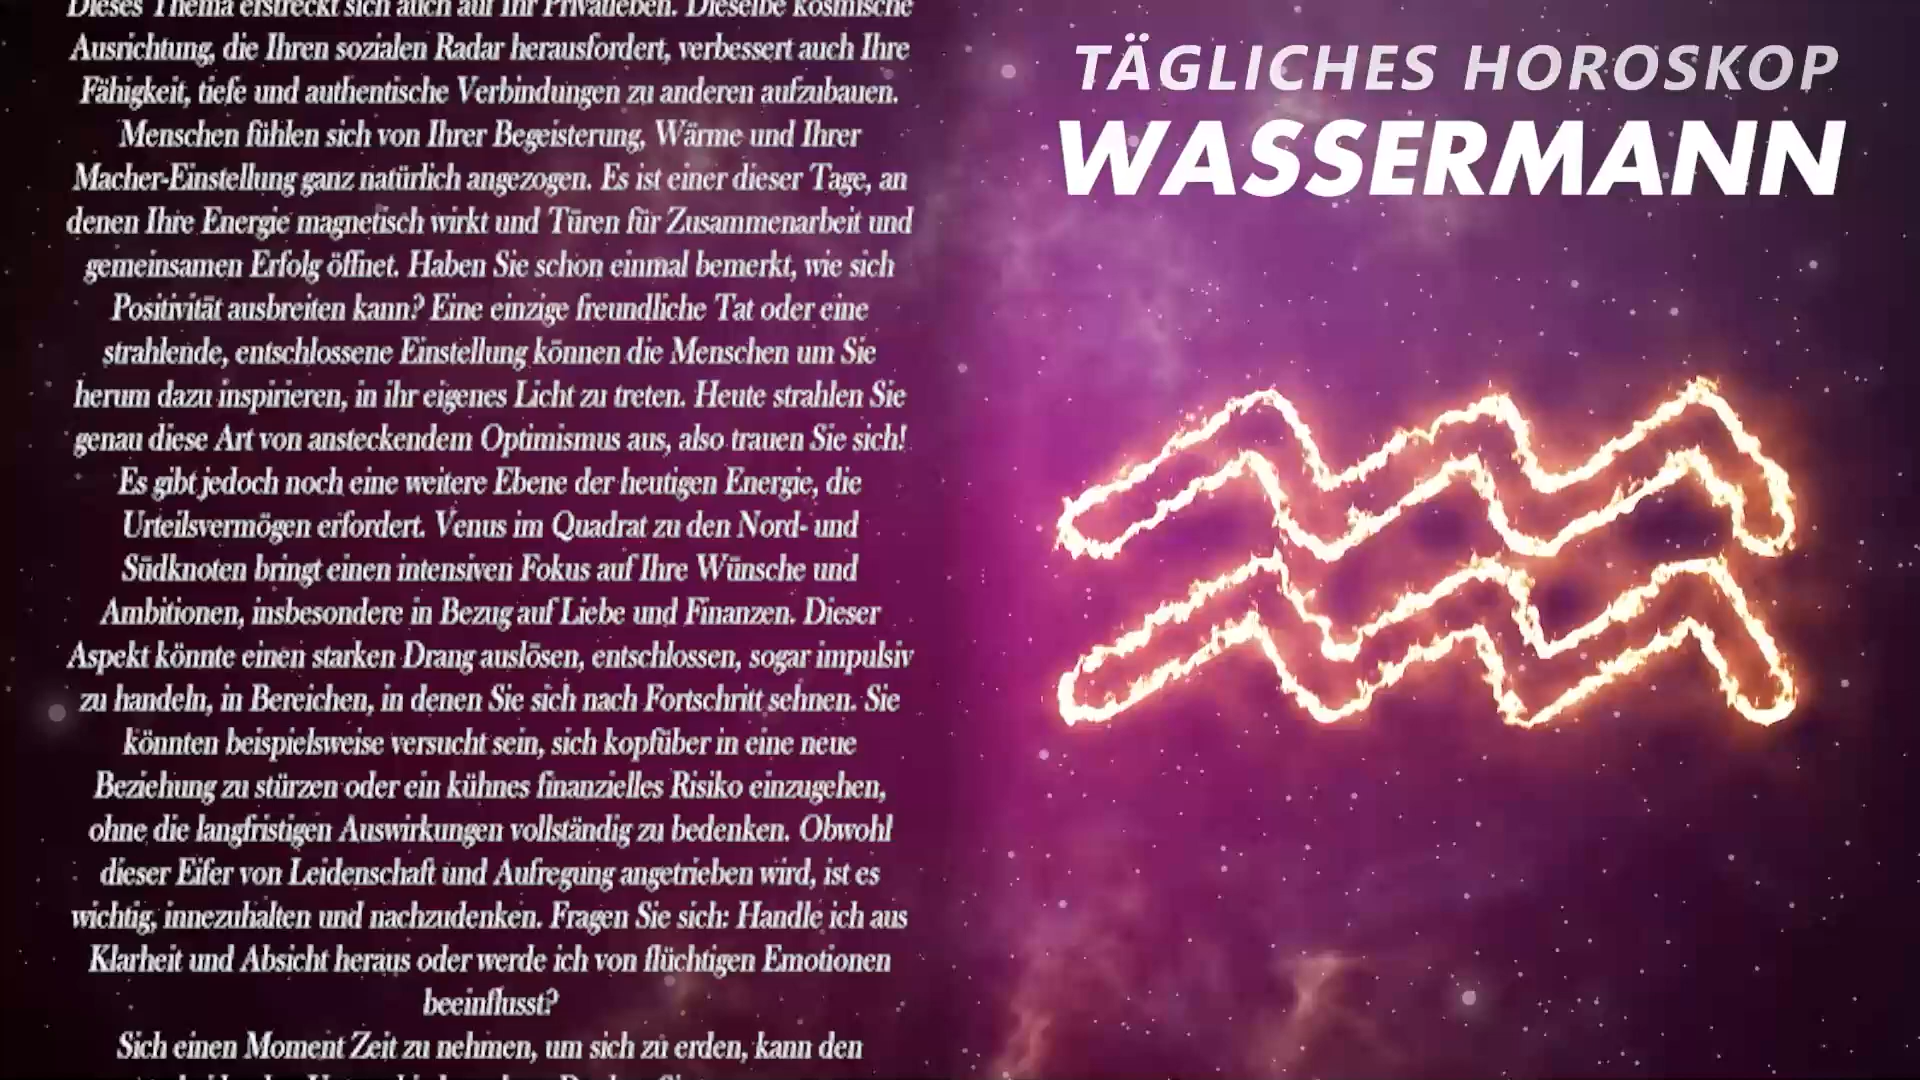 Dieses Thema erstreckt sich auch auf Ihr Privatleben. Dieselbe kosmische
Ausrichtung, die Ihren sozialen Radar herausfordert, verbessert auch Ihre
Fähigkeit, tiefe und authentische Verbindungen zu anderen aufzubauen.
Menschen fühlen sich von Ihrer Begeisterung, Wärme und Ihrer
Macher-Einstellung ganz natürlich angezogen. Es ist einer dieser Tage, an
denen Ihre Energie magnetisch wirkt und Türen für Zusammenarbeit und
gemeinsamen Erfolg öffnet. Haben Sie schon einmal bemerkt, wie sich
Positivität ausbreiten kann? Eine einzige freundliche Tat oder eine
strahlende, entschlossene Einstellung können die Menschen um Sie
herum dazu inspirieren, in ihr eigenes Licht zu treten. Heute strahlen Sie
genau diese Art von ansteckendem Optimismus aus, also trauen Sie sich!
Es gibt jedoch noch eine weitere Ebene der heutigen Energie, die
Urteilsvermögen erfordert. Venus im Quadrat zu den Nord- und
Südknoten bringt einen intensiven Fokus auf Ihre Wünsche und
Ambitionen, insbesondere in Bezug auf Liebe und Finanzen. Dieser
Aspekt könnte einen starken Drang auslösen, entschlossen, sogar impulsiv
zu handeln, in Bereichen, in denen Sie sich nach Fortschritt sehnen. Sie
könnten beispielsweise versucht sein, sich kopfüber in eine neue
Beziehung zu stürzen oder ein kühnes finanzielles Risiko einzugehen,
ohne die langfristigen Auswirkungen vollständig zu bedenken. Obwohl
dieser Eifer von Leidenschaft und Aufregung angetrieben wird, ist es
wichtig, innezuhalten und nachzudenken. Fragen Sie sich: Handle ich aus
Klarheit und Absicht heraus oder werde ich von flüchtigen Emotionen
beeinflusst?
Sich einen Moment Zeit zu nehmen, um sich zu erden, kann den
TÄGLICHES HOROSKOP
WASSERMANN